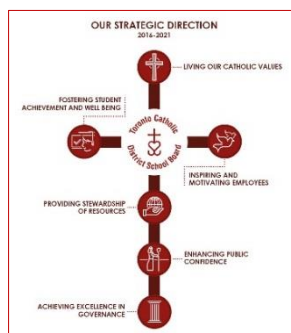 OUR STRATEGIC DIRECTION
2016-2021
LIVING OUR CATHOLIC VALUES
FOSTERING STUDENT
ACHIEVEMENT AND WELL BEING
Toronto Catholic
District School Board
INSPIRING AND
MOTIVATING EMPLOYEES
PROVIDING STEWARDSHIP
OF RESOURCES
ENHANCING PUBLIC
CONFIDENCE
ACHIEVING EXCELLENCE IN
GOVERNANCE